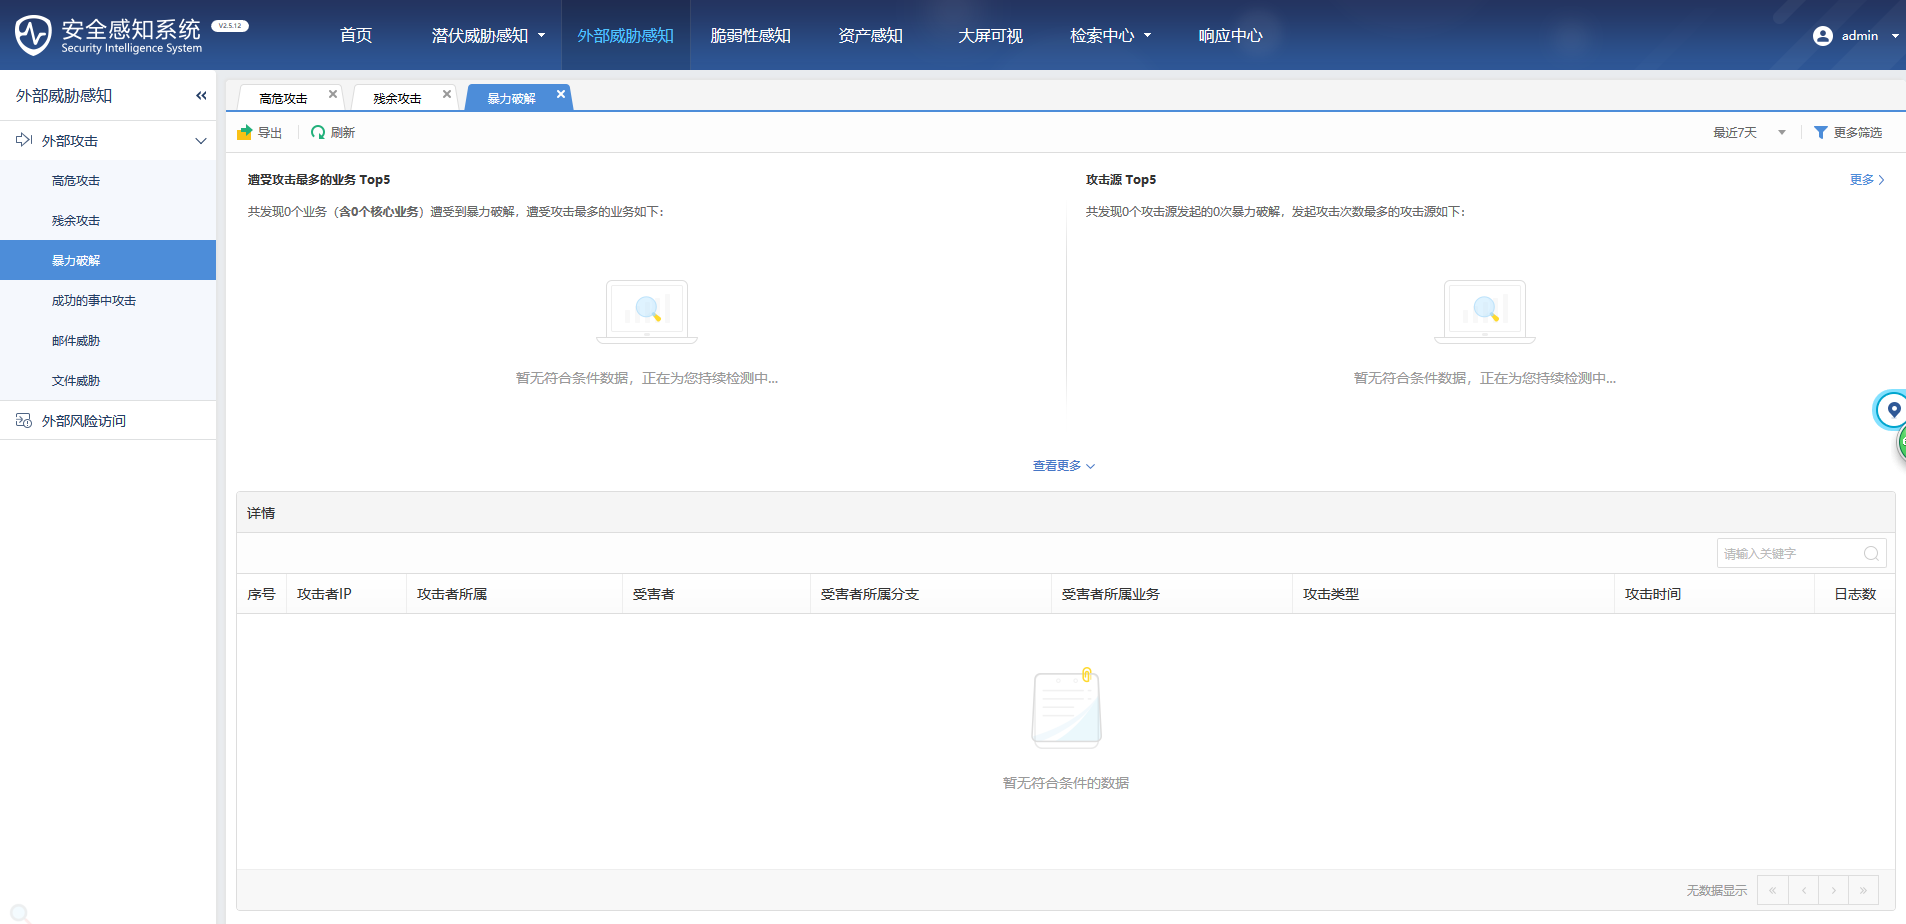 安全感知系统 V2.5.12
Security Intelligence System
首页 潜伏威胁感知 外部威胁感知 脆弱性感知 资产感知 大屏可视 检索中心 响应中心 admin
外部威胁感知
外部攻击
高危攻击
残余攻击
暴力破解
成功的事中攻击
邮件威胁
文件威胁
外部风险访问
高危攻击 残余攻击 暴力破解
导出 刷新 最近7天 更多筛选
遭受攻击最多的业务 Top5
共发现0个业务（含0个核心业务）遭受到暴力破解，遭受攻击最多的业务如下：
暂无符合条件数据，正在为您持续检测中...
攻击源 Top5 更多
共发现0个攻击源发起的0次暴力破解，发起攻击次数最多的攻击源如下：
暂无符合条件数据，正在为您持续检测中...
查看更多
详情
请输入关键字
序号 攻击者IP 攻击者所属 受害者 受害者所属分支 受害者所属业务 攻击类型 攻击时间 日志数
暂无符合条件的数据
无数据显示